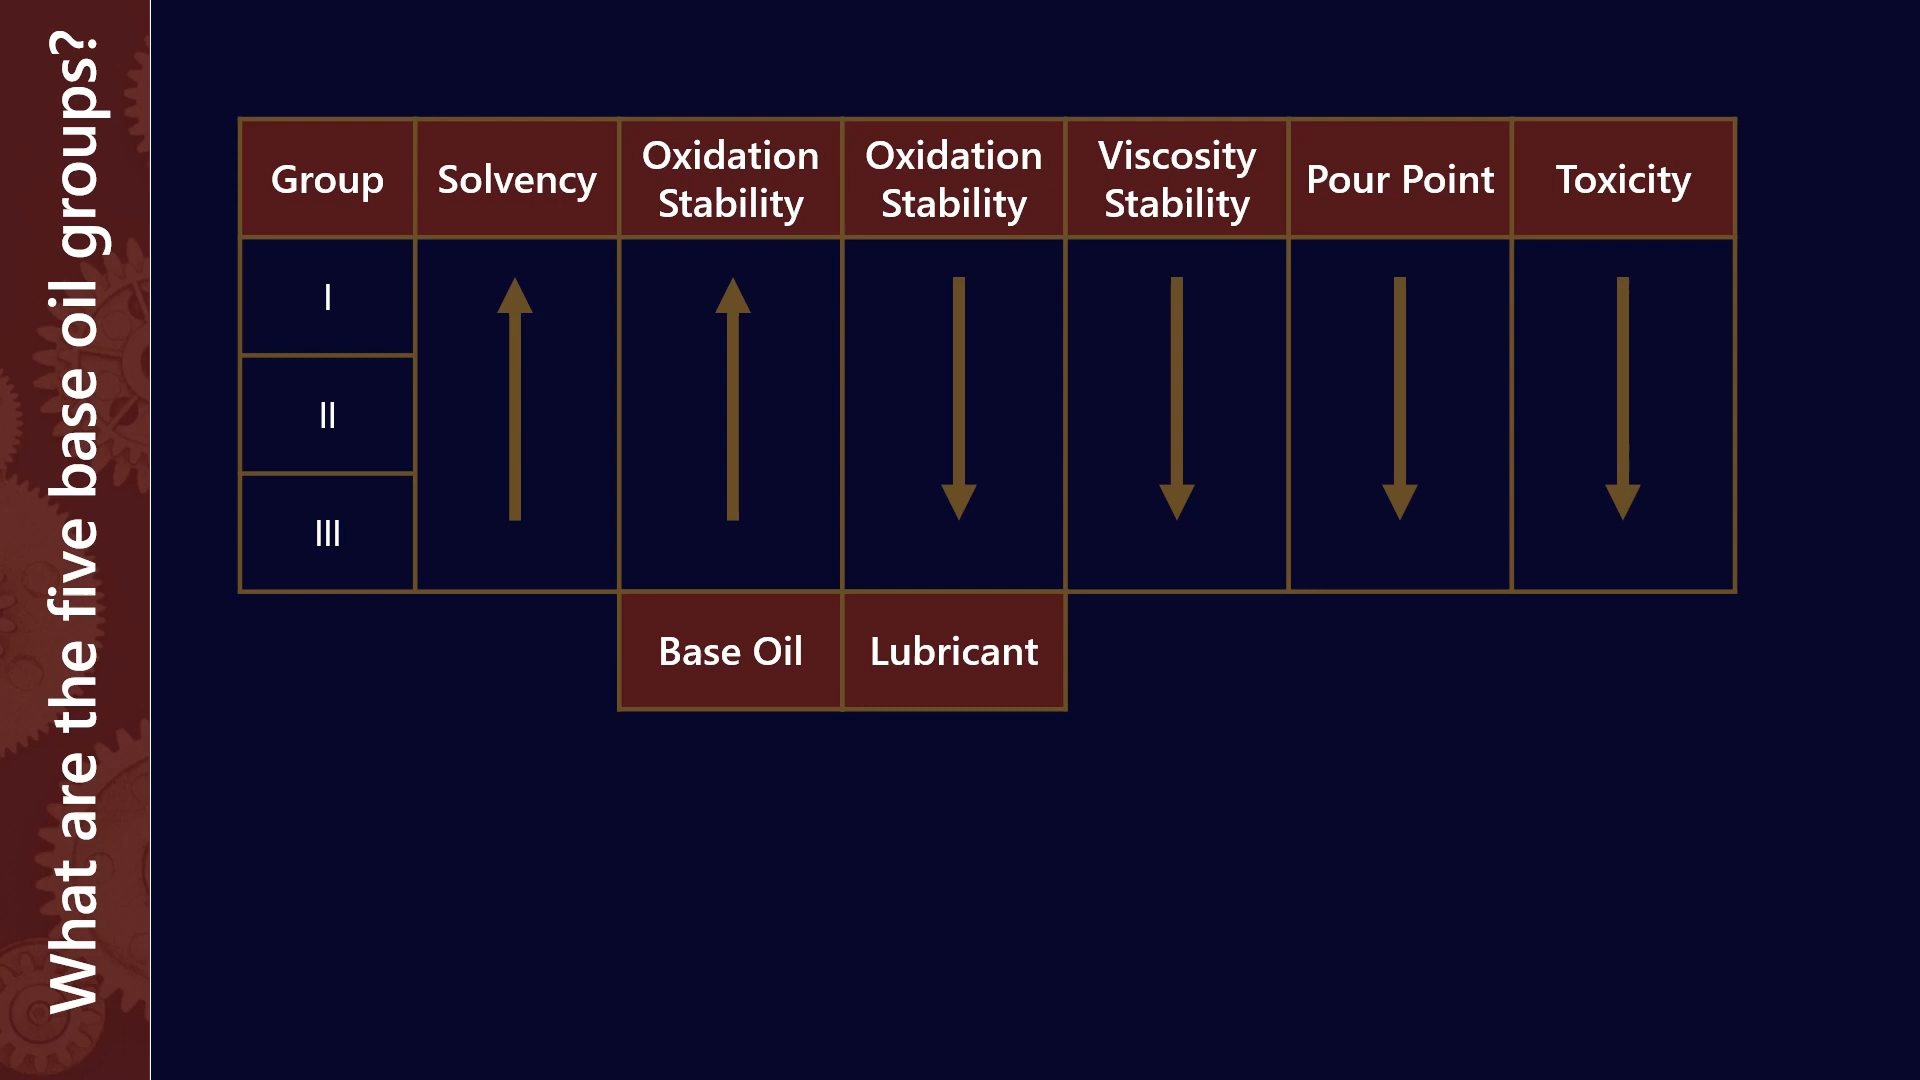 What are the five base oil groups?
Group
Solvency
Oxidation
Stability
Oxidation
Stability
Viscosity
Stability
Pour Point
Toxicity
I
II
III
Base Oil
Lubricant